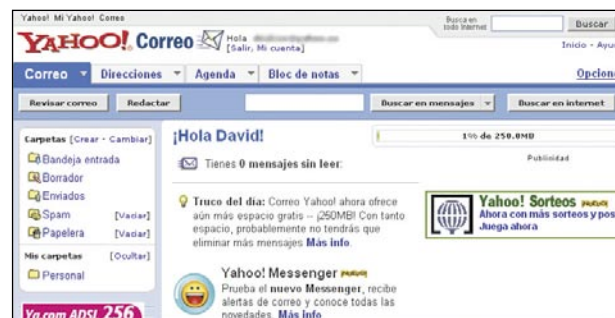 Yahoo! Mi Yahoo! Correo
Busca en todo Internet
Buscar
YAHOO! Correo
Hola
[Salir, Mi cuenta]
Inicio - Ayu
Correo Direcciones Agenda Bloc de notas
Opcione
Revisar correo Redactar Buscar en mensajes Buscar en internet
Carpetas [Crear - Cambiar]
Bandeja entrada
Borrador
Enviados
Spam [Vaciar]
Papelera [Vaciar]
Mis carpetas [Ocultar]
Personal
Ya.com ADSL 256
¡Hola David!
1% de 250.0MB
Tienes 0 mensajes sin leer:
Publicidad
Truco del día: Correo Yahoo! ahora ofrece
aún más espacio gratis -- ¡250MB! Con tanto
espacio, probablemente no tendrás que
eliminar más mensajes Más info.
Yahoo! Sorteos
Ahora con más sorteos y pos
Juega ahora
Yahoo! Messenger
Prueba el nuevo Messenger, recibe
alertas de correo y conoce todas las
novedades. Más info